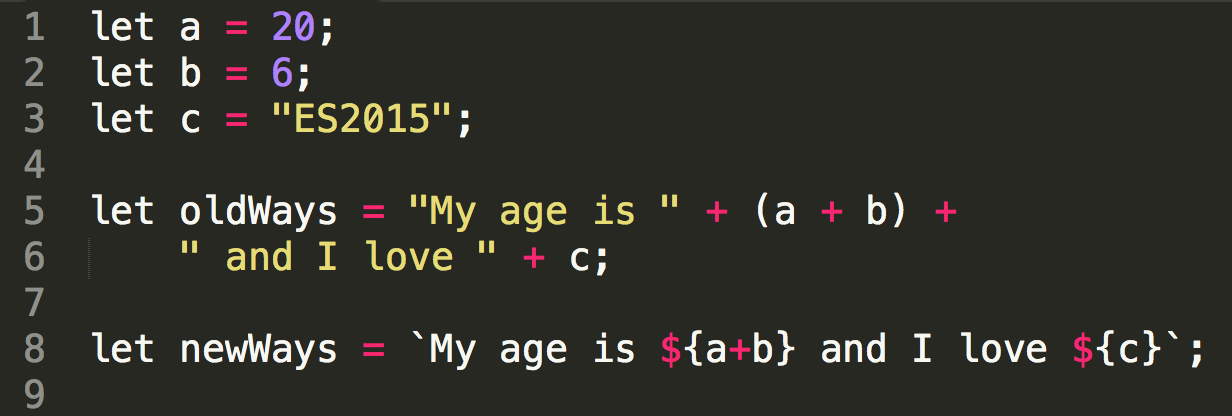 1 let a = 20;
2 let b = 6;
3 let c = "ES2015";
4
5 let oldWays = "My age is " + (a + b) +
6     " and I love " + c;
7
8 let newWays = `My age is ${a+b} and I love ${c}`;
9